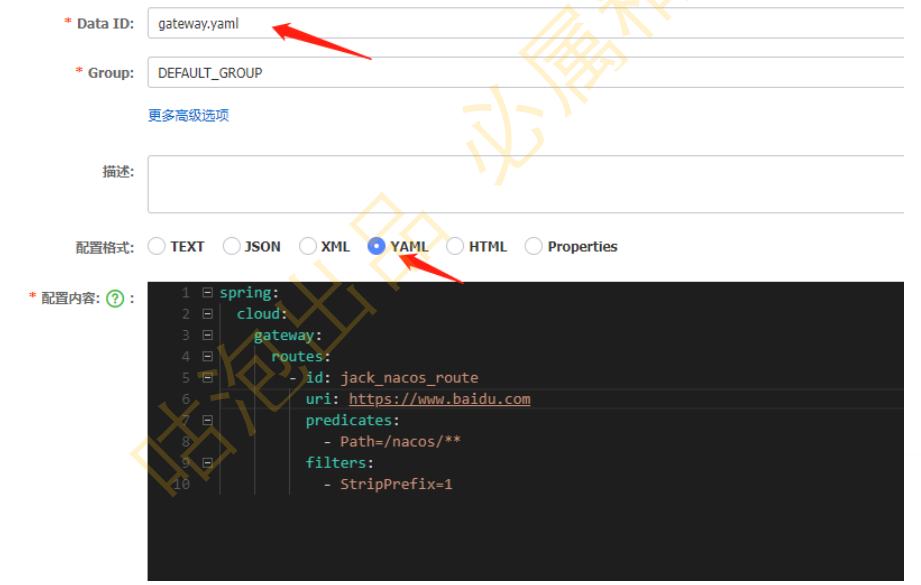 * Data ID: gateway.yaml
* Group: DEFAULT_GROUP
更多高级选项
描述:
配置格式: TEXT JSON XML YAML HTML Properties
* 配置内容: ? :
1 spring:
2 cloud:
3 gateway:
4 routes:
5 - id: jack_nacos_route
6 uri: https://www.baidu.com
7 predicates:
8 - Path=/nacos/**
9 filters:
10 - StripPrefix=1
咕泡出品 必属